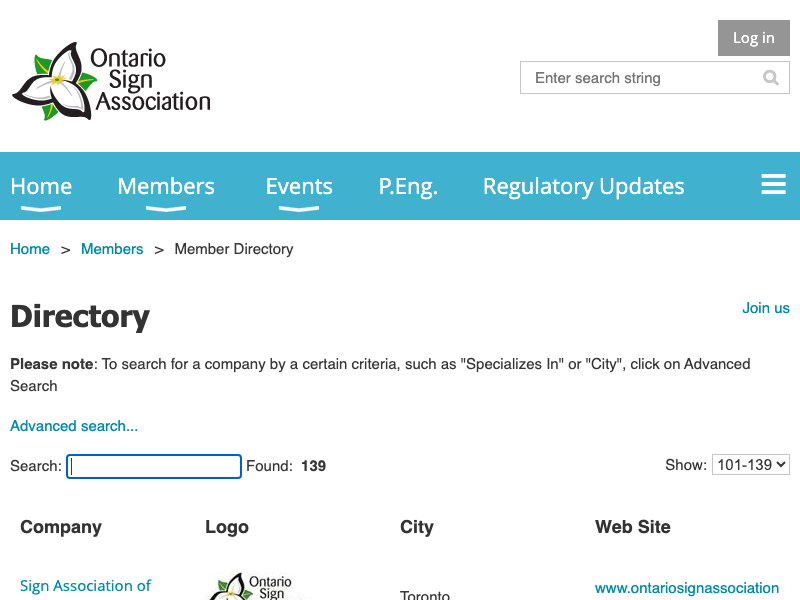 Log in
Ontario
Sign
Association
Enter search string
Home Members Events P.Eng. Regulatory Updates
Home > Members > Member Directory
Directory
Join us
Please note: To search for a company by a certain criteria, such as "Specializes In" or "City", click on Advanced
Search
Advanced search...
Search: Found: 139 Show: 101-139
Company Logo City Web Site
Sign Association of
Ontario
Sign
Toronto
www.ontariosignassociation